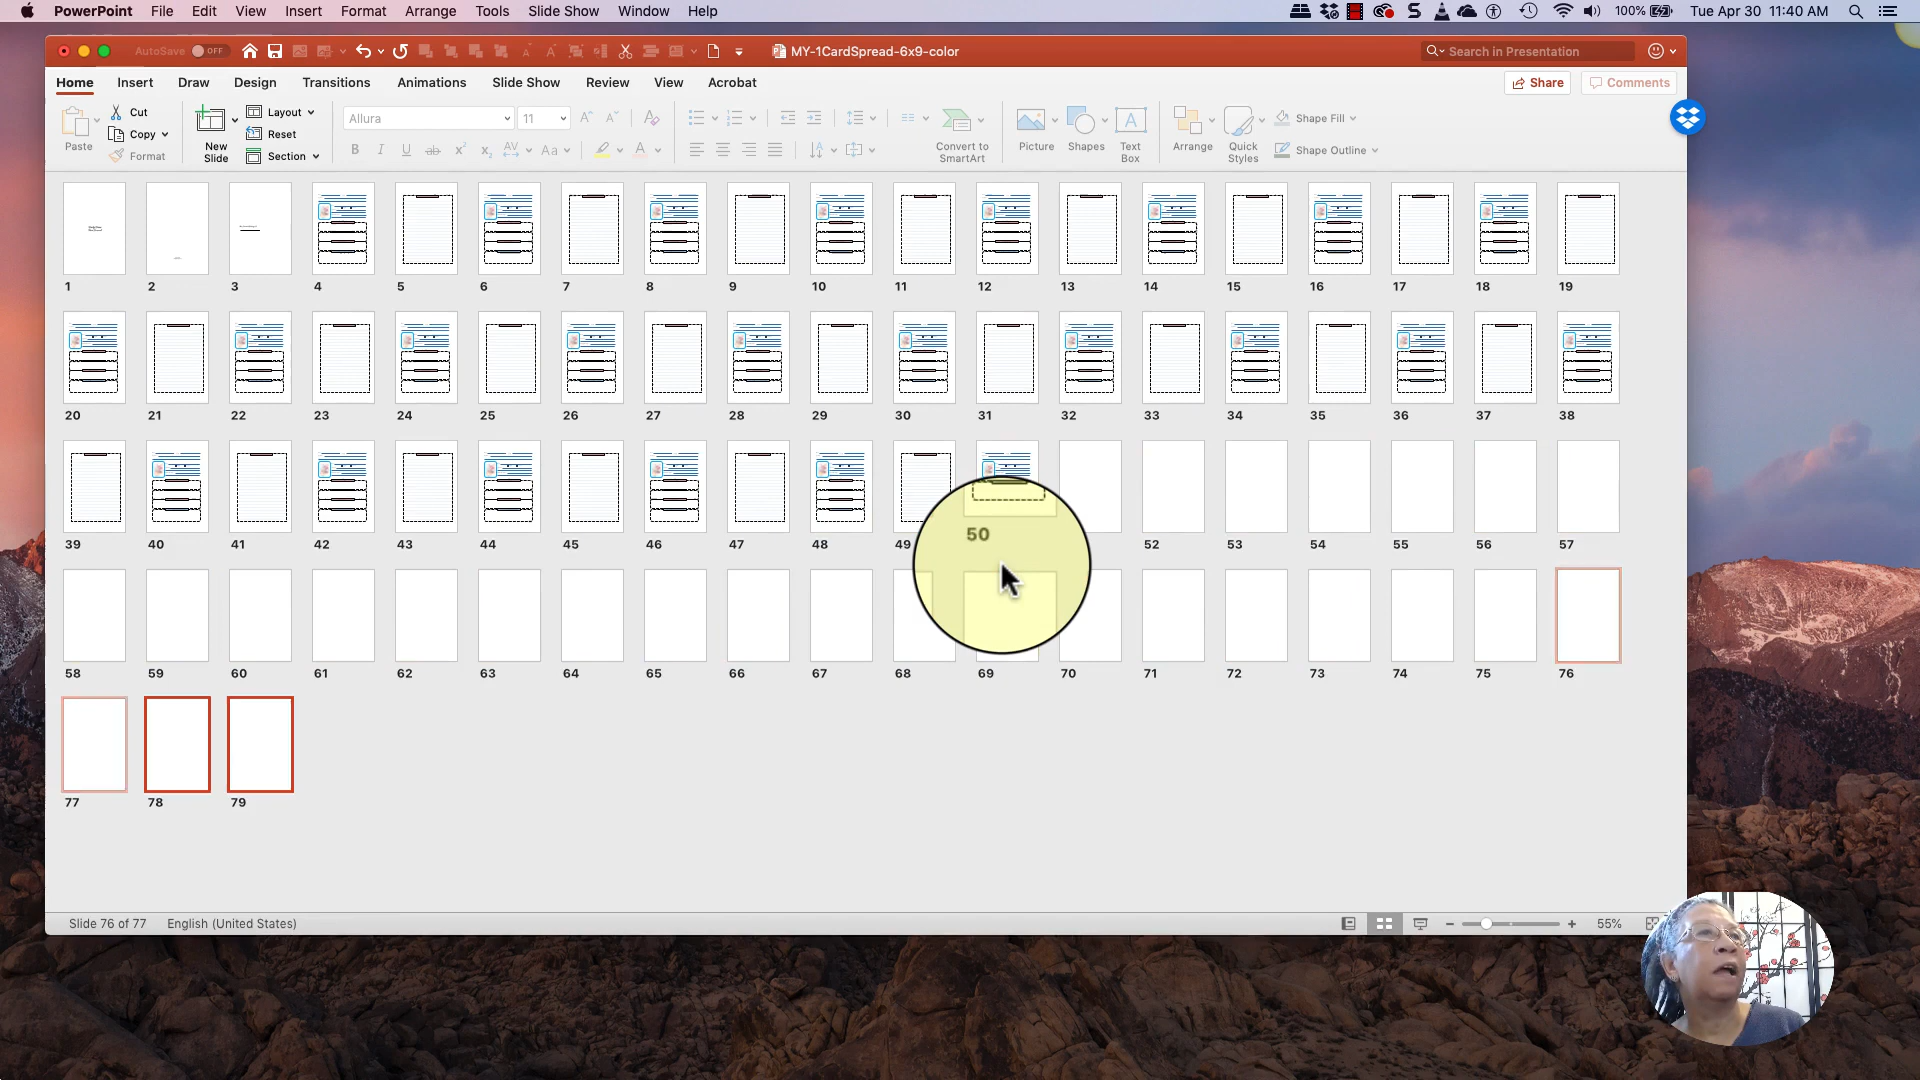 PowerPoint File Edit View Insert Format Arrange Tools Slide Show Window Help 100% Tue Apr 30 11:40 AM
AutoSave OFF MY-1CardSpread-6x9-color Search in Presentation
Home Insert Draw Design Transitions Animations Slide Show Review View Acrobat Share Comments
Paste Cut Copy Format New Slide Layout Reset Section Allura 11 Convert to SmartArt Picture Shapes Text Box Arrange Quick Styles Shape Fill Shape Outline
1 2 3 4 5 6 7 8 9 10 11 12 13 14 15 16 17 18 19
20 21 22 23 24 25 26 27 28 29 30 31 32 33 34 35 36 37 38
39 40 41 42 43 44 45 46 47 48 49 50 52 53 54 55 56 57
58 59 60 61 62 63 64 65 66 67 68 69 70 71 72 73 74 75 76
77 78 79
Slide 76 of 77 English (United States) 55%